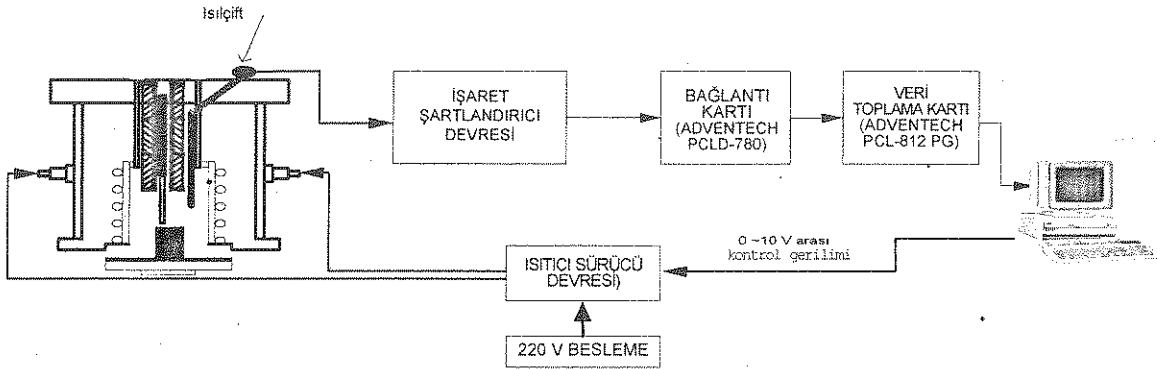 Isılçift
İŞARET
ŞARTLANDIRICI
DEVRESİ
BAĞLANTI
KARTI
(ADVENTECH
PCLD-780)
VERİ
TOPLAMA KARTI
(ADVENTECH
PCL-812 PG)
0 ~10 V arası
kontrol gerilimi
ISITICI SÜRÜCÜ
DEVRESİ)
220 V BESLEME